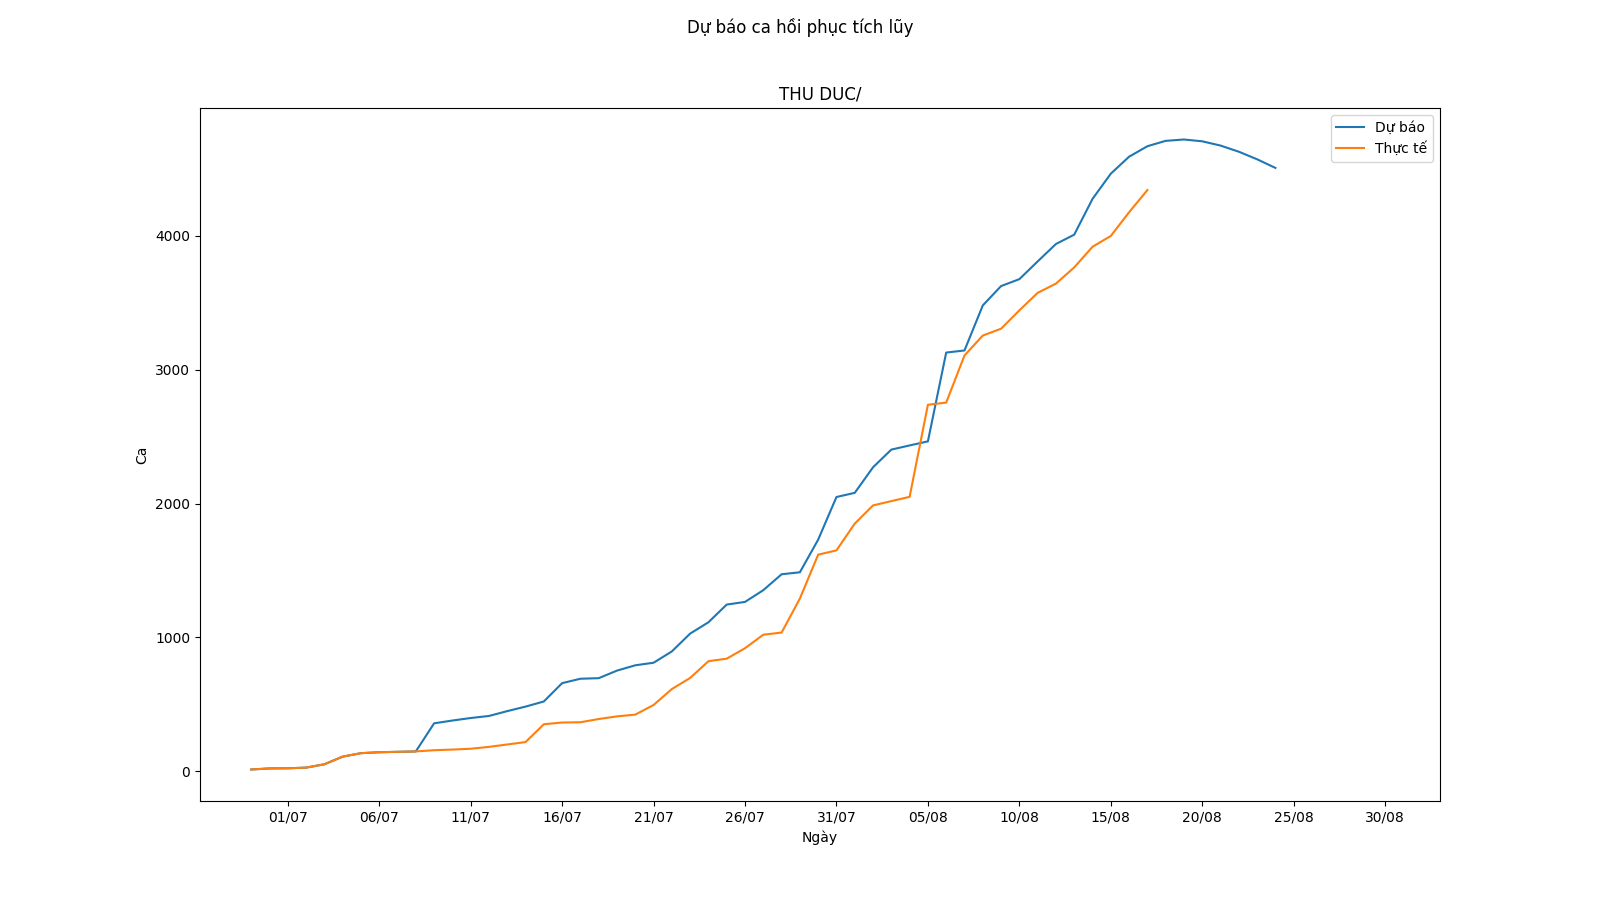 Dự báo ca hồi phục tích lũy
THU DUC/
Dự báo
Thực tế
Ca
4000
3000
2000
1000
0
01/07 06/07 11/07 16/07 21/07 26/07 31/07 05/08 10/08 15/08 20/08 25/08 30/08
Ngày